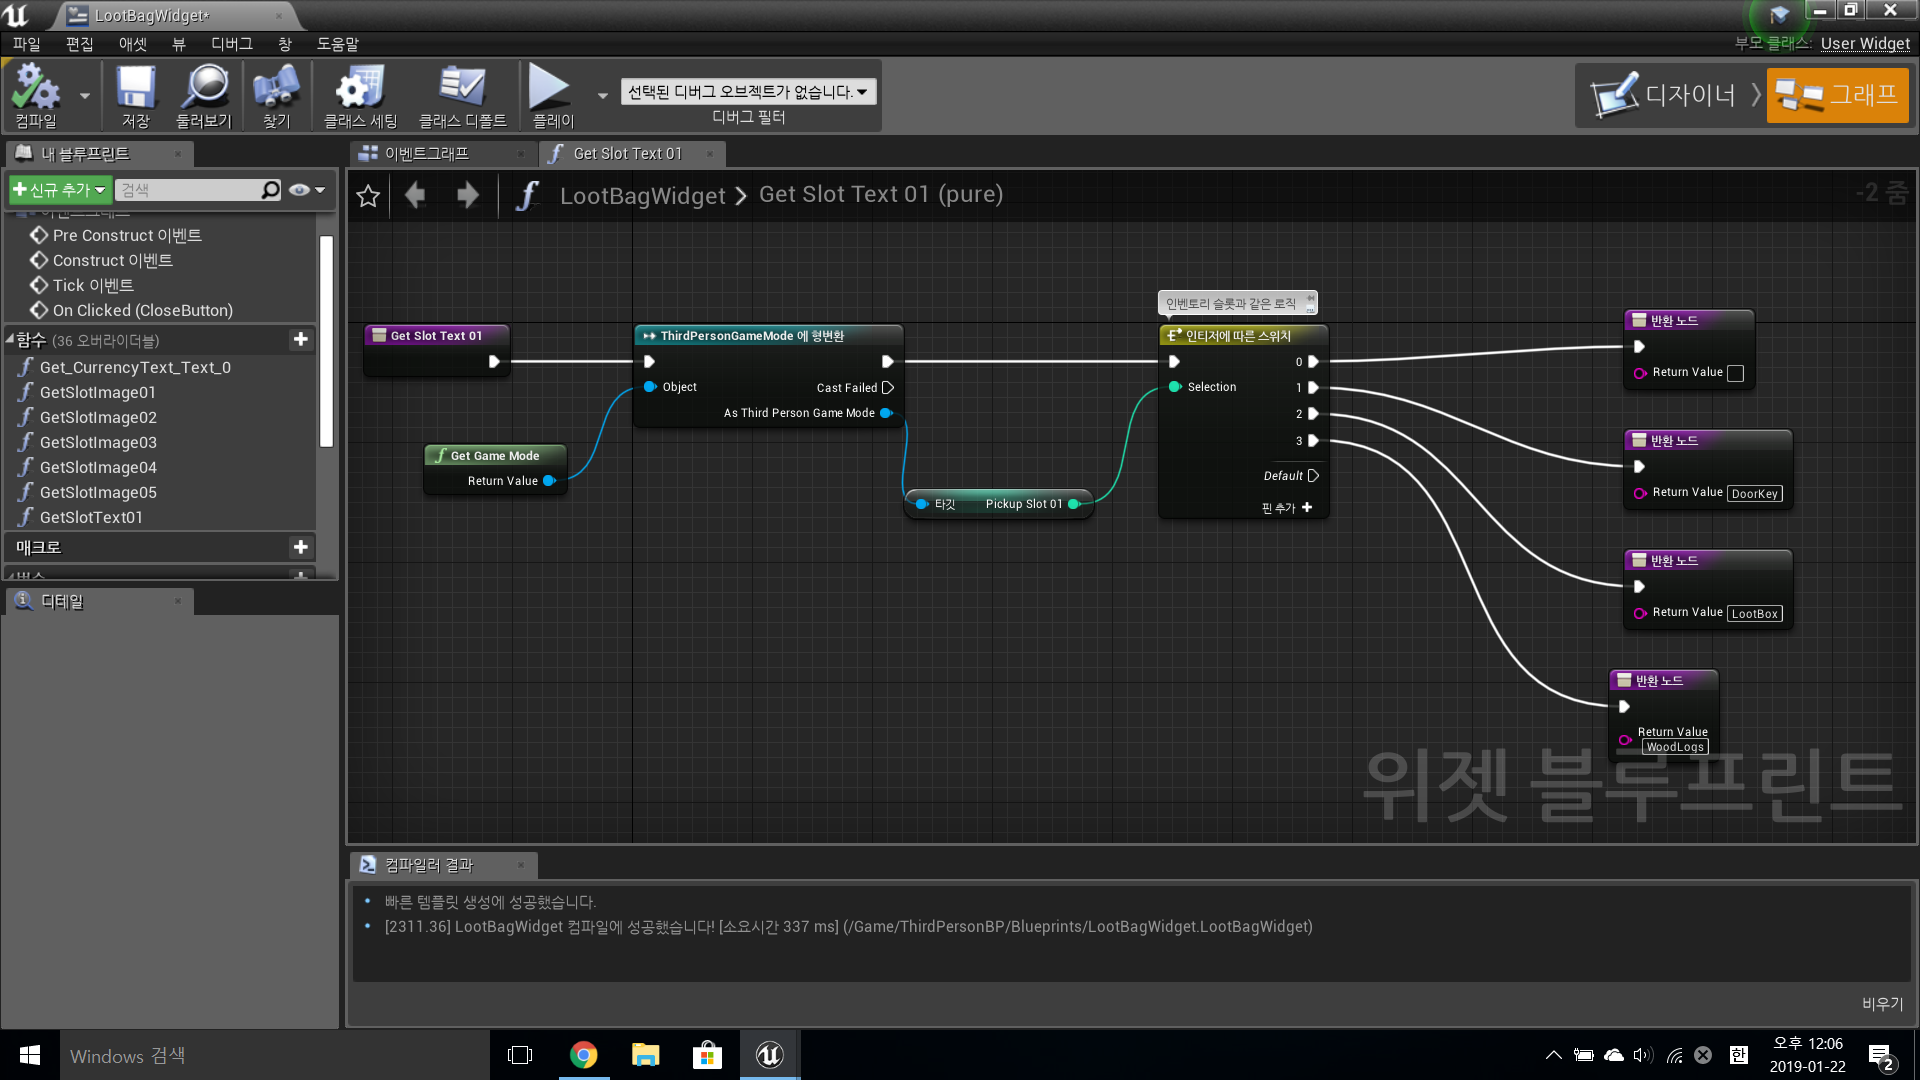 LootBagWidget*
파일 편집 애셋 뷰 디버그 창 도움말
부모 클래스: User Widget
컴파일 저장 둘러보기 찾기 클래스 세팅 클래스 디폴트 플레이
선택된 디버그 오브젝트가 없습니다.
디버그 필터
디자이너
그래프
내 블루프린트
이벤트그래프
Get Slot Text 01
신규 추가
검색
LootBagWidget
Get Slot Text 01 (pure)
-2 줌
이벤트그래프
Pre Construct 이벤트
Construct 이벤트
Tick 이벤트
On Clicked (CloseButton)
함수 (36 오버라이더블)
Get_CurrencyText_Text_0
GetSlotImage01
GetSlotImage02
GetSlotImage03
GetSlotImage04
GetSlotImage05
GetSlotText01
매크로
변수
디테일
Get Slot Text 01
ThirdPersonGameMode 에 형변환
Object
Cast Failed
As Third Person Game Mode
Get Game Mode
Return Value
타깃
Pickup Slot 01
인벤토리 슬롯과 같은 로직
인티저에 따른 스위치
0
Selection
1
2
3
Default
핀 추가
반환 노드
Return Value
반환 노드
Return Value DoorKey
반환 노드
Return Value LootBox
반환 노드
Return Value
WoodLogs
위젯 블루프린트
컴파일러 결과
빠른 템플릿 생성에 성공했습니다.
[2311.36] LootBagWidget 컴파일에 성공했습니다! [소요시간 337 ms] (/Game/ThirdPersonBP/Blueprints/LootBagWidget.LootBagWidget)
비우기
Windows 검색
한
오후 12:06
2019-01-22
2